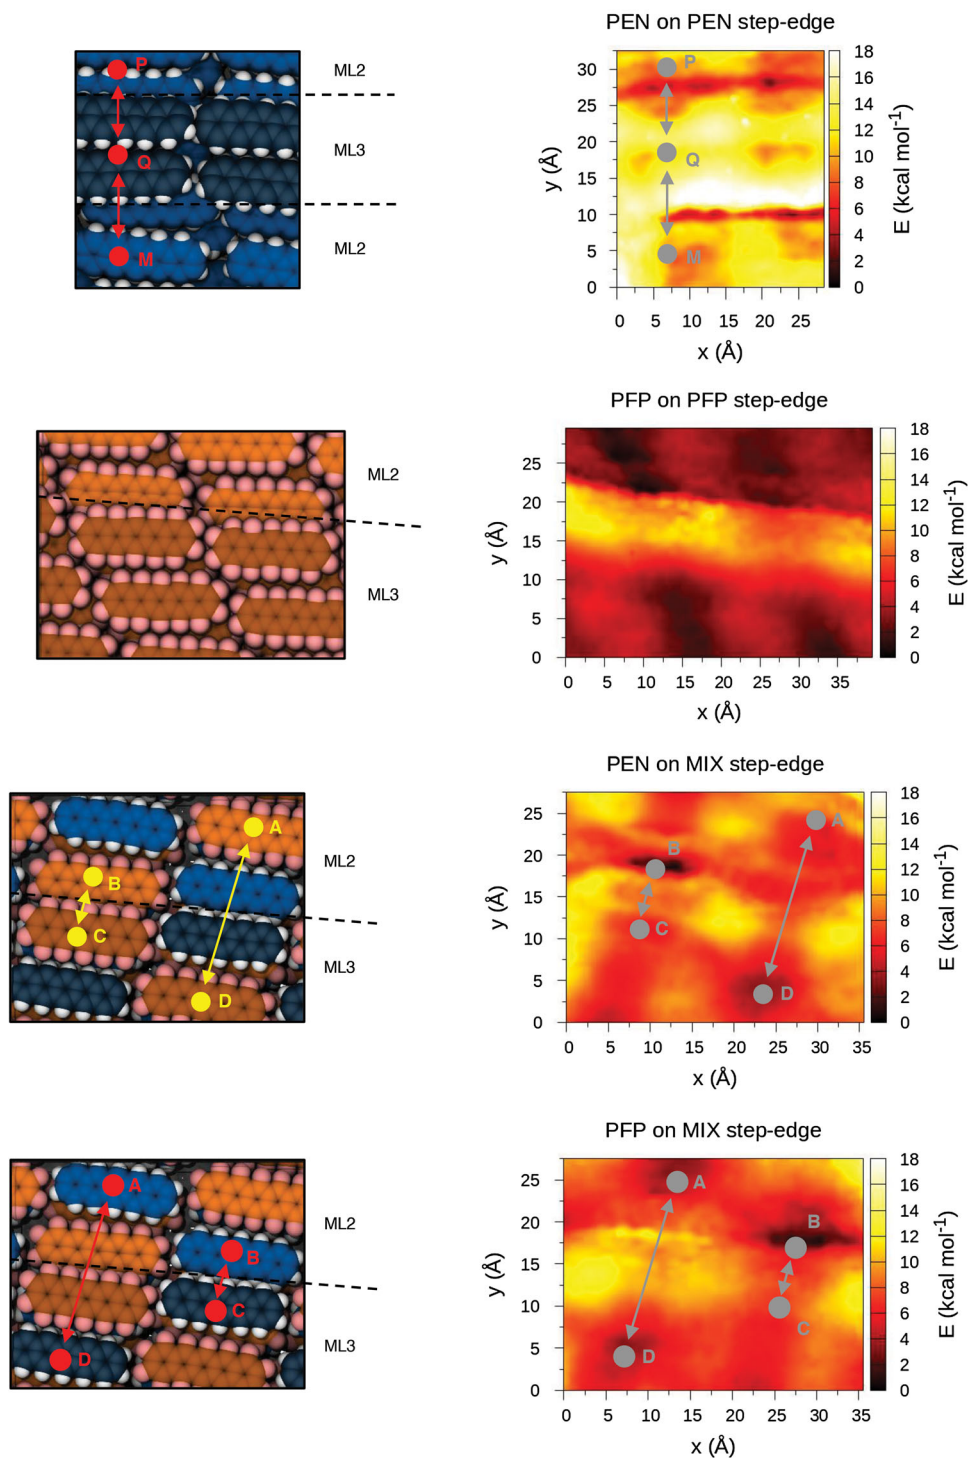 PEN on PEN step-edge
P
Q
M
ML2
ML3
ML2
P
Q
M
30
25
20
15
10
5
0
y (Å)
0 5 10 15 20 25
x (Å)
18
16
14
12
10
8
6
4
2
0
E (kcal mol⁻¹)
PFP on PFP step-edge
ML2
ML3
25
20
15
10
5
0
y (Å)
0 5 10 15 20 25 30 35
x (Å)
18
16
14
12
10
8
6
4
2
0
E (kcal mol⁻¹)
PEN on MIX step-edge
A
B
C
D
ML2
ML3
A
B
C
D
25
20
15
10
5
0
y (Å)
0 5 10 15 20 25 30 35
x (Å)
18
16
14
12
10
8
6
4
2
0
E (kcal mol⁻¹)
PFP on MIX step-edge
A
B
C
D
ML2
ML3
A
B
C
D
25
20
15
10
5
0
y (Å)
0 5 10 15 20 25 30 35
x (Å)
18
16
14
12
10
8
6
4
2
0
E (kcal mol⁻¹)